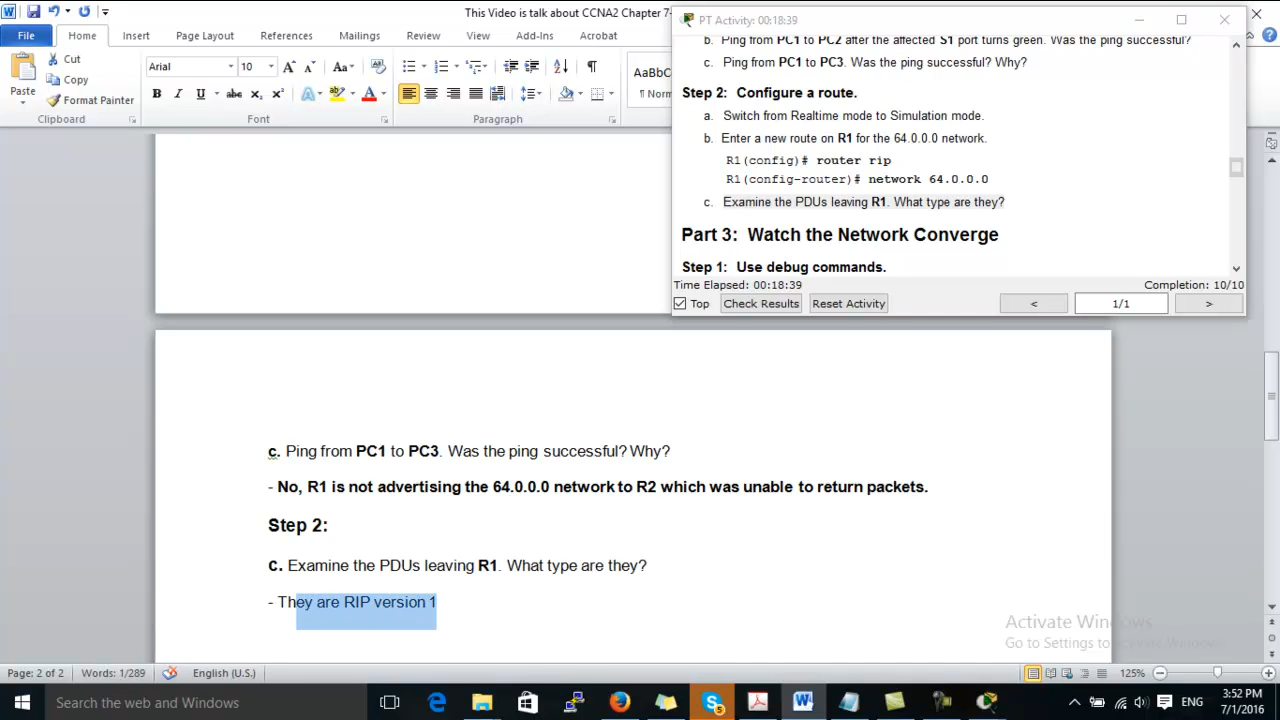 This Video is talk about CCNA2 Chapter 7-
File Home Insert Page Layout References Mailings Review View Add-Ins Acrobat
Paste
Cut
Copy
Format Painter
Clipboard
Arial 10
Font
Paragraph
AaBbC
¶ Norm
PT Activity: 00:18:39
b. Ping from PC1 to PC2 after the affected S1 port turns green. Was the ping successful?
c. Ping from PC1 to PC3. Was the ping successful? Why?
Step 2: Configure a route.
a. Switch from Realtime mode to Simulation mode.
b. Enter a new route on R1 for the 64.0.0.0 network.
R1(config)# router rip
R1(config-router)# network 64.0.0.0
c. Examine the PDUs leaving R1. What type are they?
Part 3: Watch the Network Converge
Step 1: Use debug commands.
Time Elapsed: 00:18:39 Completion: 10/10
Top Check Results Reset Activity < 1/1 >
c. Ping from PC1 to PC3. Was the ping successful? Why?
- No, R1 is not advertising the 64.0.0.0 network to R2 which was unable to return packets.
Step 2:
c. Examine the PDUs leaving R1. What type are they?
- They are RIP version 1
Activate Windows
Go to Settings to activate Windows.
Page: 2 of 2 Words: 1/289 English (U.S.) 125%
Search the web and Windows
ENG
3:52 PM
7/1/2016